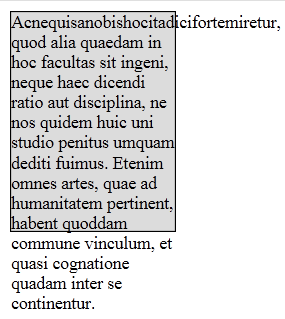 Acnequisanobishocitadicifortemiretur,
quod alia quaedam in
hoc facultas sit ingeni,
neque haec dicendi
ratio aut disciplina, ne
nos quidem huic uni
studio penitus umquam
dediti fuimus. Etenim
omnes artes, quae ad
humanitatem pertinent,
habent quoddam
commune vinculum, et
quasi cognatione
quadam inter se
continentur.